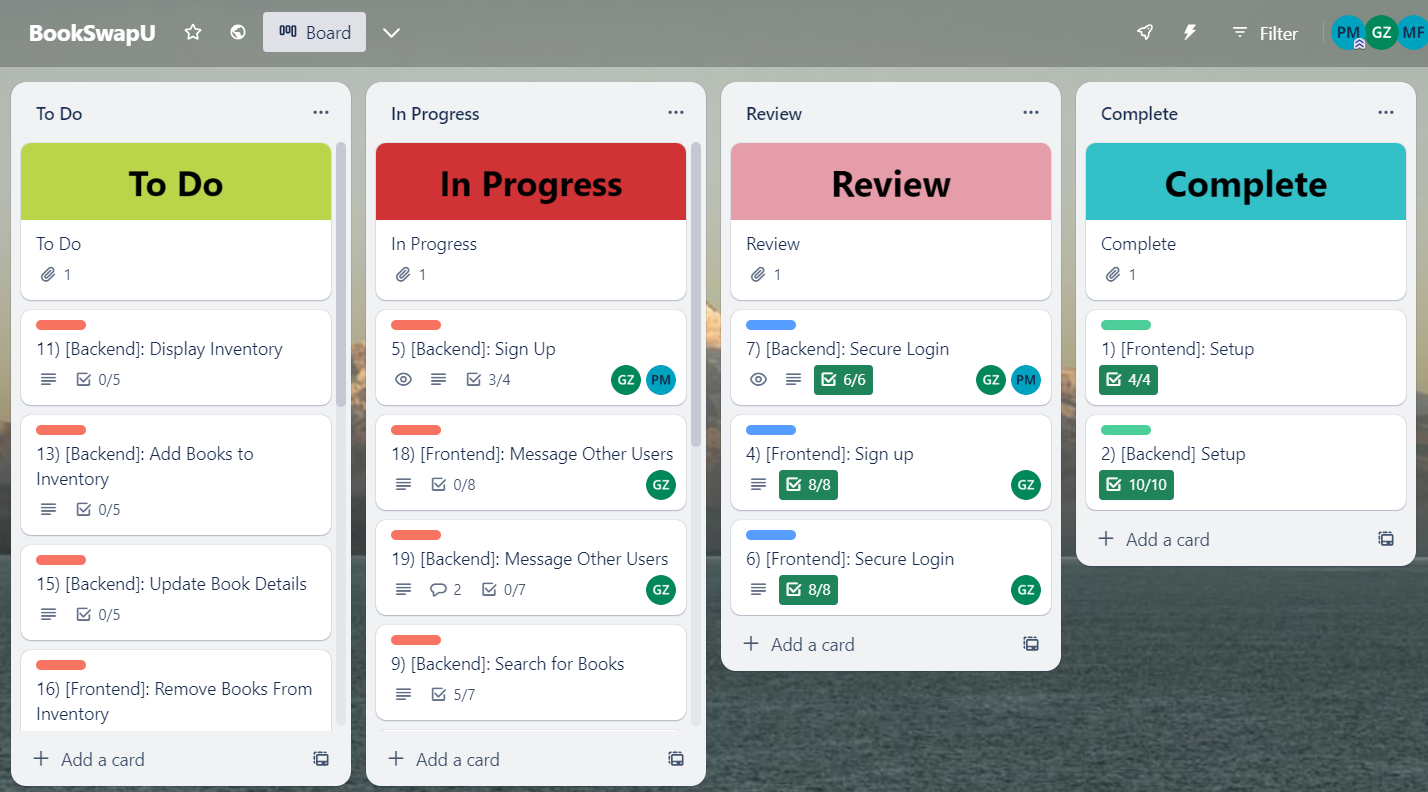 BookSwapU
Board
Filter
PM
GZ
MF
To Do
To Do
To Do
1
11) [Backend]: Display Inventory
0/5
13) [Backend]: Add Books to
Inventory
0/5
15) [Backend]: Update Book Details
0/5
16) [Frontend]: Remove Books From
Inventory
+ Add a card
In Progress
In Progress
In Progress
1
5) [Backend]: Sign Up
3/4
GZ
PM
18) [Frontend]: Message Other Users
0/8
GZ
19) [Backend]: Message Other Users
2
0/7
GZ
9) [Backend]: Search for Books
5/7
+ Add a card
Review
Review
Review
1
7) [Backend]: Secure Login
6/6
GZ
PM
4) [Frontend]: Sign up
8/8
GZ
6) [Frontend]: Secure Login
8/8
GZ
+ Add a card
Complete
Complete
Complete
1
1) [Frontend]: Setup
4/4
2) [Backend] Setup
10/10
+ Add a card